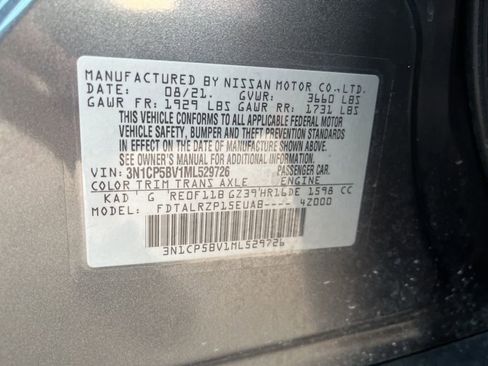 MANUFACTURED BY NISSAN MOTOR CO.,LTD.
DATE: 08/21. GVWR: 3660 LBS
GAWR FR: 1929 LBS GAWR RR: 1731 LBS
THIS VEHICLE CONFORMS TO ALL APPLICABLE FEDERAL MOTOR
VEHICLE SAFETY, BUMPER AND THEFT PREVENTION STANDARDS
IN EFFECT ON THE DATE OF MANUFACTURE SHOWN ABOVE.
SEE OWNER'S MANUAL FOR ADDITIONAL INFORMATION.
VIN: 3N1CP5BV1ML529726 PASSENGER CAR.
COLOR TRIM TRANS AXLE ENGINE
KAD G RE0F11B GZ39 HR16DE 1598 CC
MODEL: FDTALRZP15EUAB---- 4Z000
3N1CP5BV1ML529726